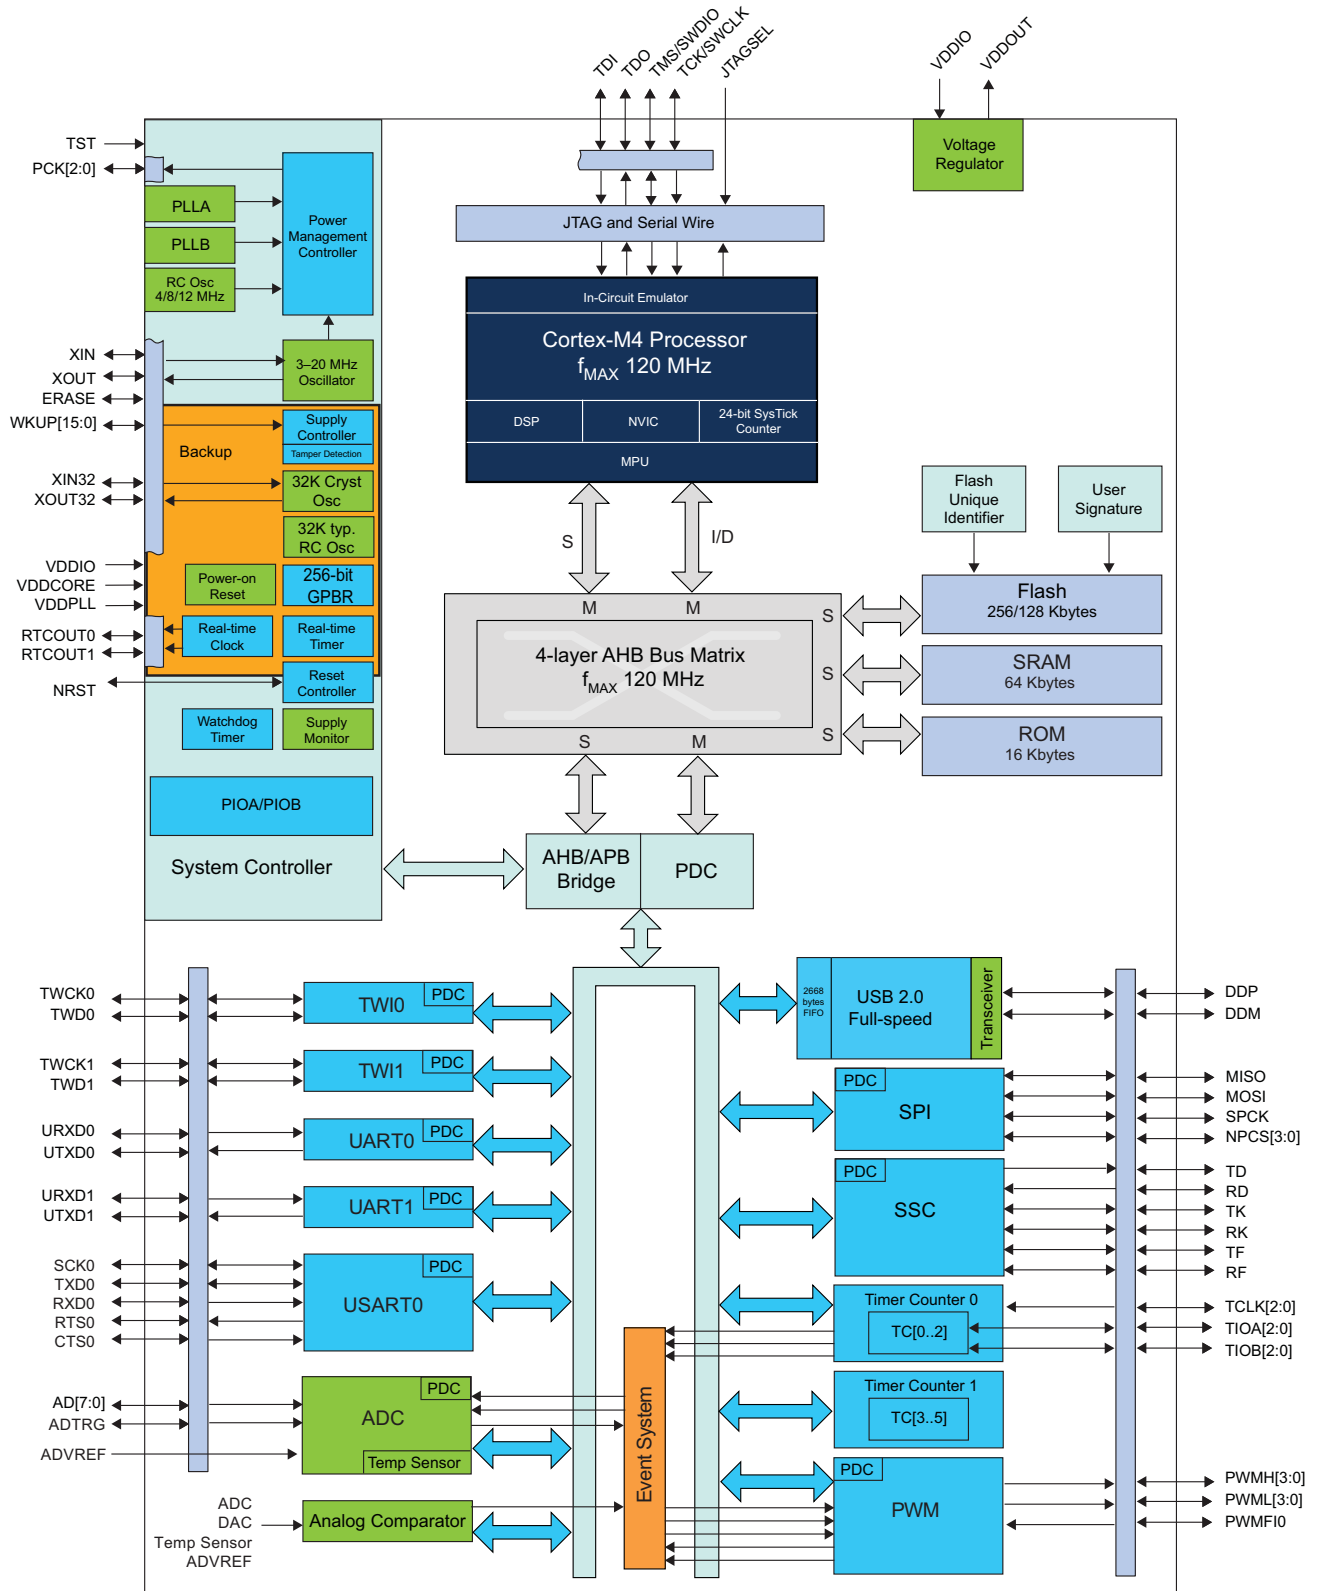 TDI
TDO
TMS/SWDIO
TCK/SWCLK
JTAGSEL
VDDIO
VDDOUT
TST
PCK[2:0]
PLLA
PLLB
RC Osc
4/8/12 MHz
Power
Management
Controller
Voltage
Regulator
JTAG and Serial Wire
In-Circuit Emulator
Cortex-M4 Processor
fMAX 120 MHz
DSP
NVIC
24-bit SysTick
Counter
MPU
XIN
XOUT
ERASE
WKUP[15:0]
XIN32
XOUT32
VDDIO
VDDCORE
VDDPLL
RTCOUT0
RTCOUT1
NRST
3–20 MHz
Oscillator
Backup
Supply
Controller
Tamper Detection
32K Cryst
Osc
32K typ.
RC Osc
Power-on
Reset
256-bit
GPBR
Real-time
Clock
Real-time
Timer
Reset
Controller
Watchdog
Timer
Supply
Monitor
PIOA/PIOB
System Controller
S
I/D
M
M
S
4-layer AHB Bus Matrix
fMAX 120 MHz
S
S
S
M
Flash
Unique
Identifier
User
Signature
Flash
256/128 Kbytes
SRAM
64 Kbytes
ROM
16 Kbytes
AHB/APB
Bridge
PDC
TWCK0
TWD0
TWI0
PDC
TWCK1
TWD1
TWI1
PDC
URXD0
UTXD0
UART0
PDC
URXD1
UTXD1
UART1
PDC
SCK0
TXD0
RXD0
RTS0
CTS0
USART0
PDC
AD[7:0]
ADTRG
ADVREF
ADC
PDC
Temp Sensor
ADC
DAC
Temp Sensor
ADVREF
Analog Comparator
Event System
2668
bytes
FIFO
USB 2.0
Full-speed
Transceiver
DDP
DDM
PDC
SPI
MISO
MOSI
SPCK
NPCS[3:0]
PDC
SSC
TD
RD
TK
RK
TF
RF
Timer Counter 0
TC[0..2]
TCLK[2:0]
TIOA[2:0]
TIOB[2:0]
Timer Counter 1
TC[3..5]
PDC
PWM
PWMH[3:0]
PWML[3:0]
PWMFI0